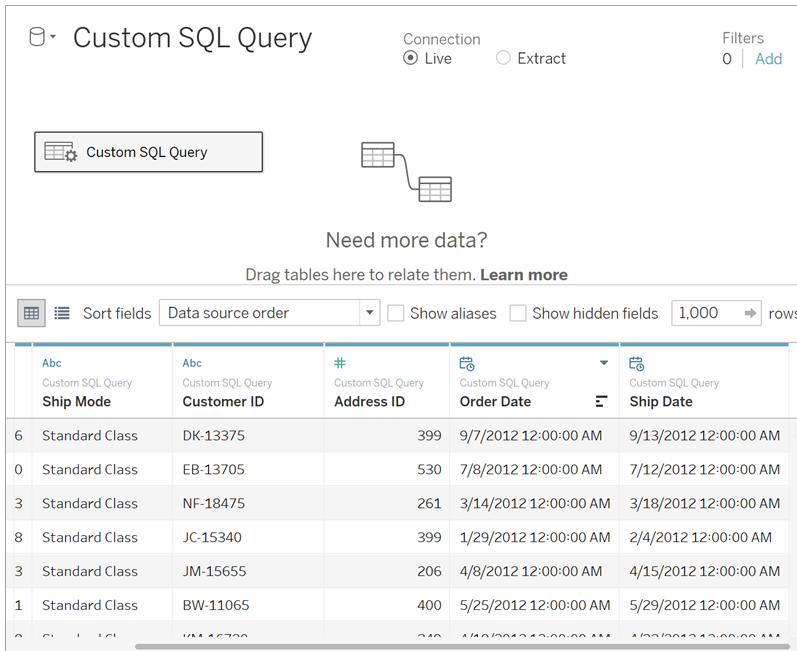 Custom SQL Query
Connection
Live
Extract
Filters
0
Add
Custom SQL Query
Need more data?
Drag tables here to relate them. Learn more
Sort fields
Data source order
Show aliases
Show hidden fields
1,000
rows
Abc Abc #
Custom SQL Query Custom SQL Query Custom SQL Query Custom SQL Query Custom SQL Query
Ship Mode Customer ID Address ID Order Date Ship Date
6 Standard Class DK-13375 399 9/7/2012 12:00:00 AM 9/13/2012 12:00:00 AM
0 Standard Class EB-13705 530 7/8/2012 12:00:00 AM 7/12/2012 12:00:00 AM
3 Standard Class NF-18475 261 3/14/2012 12:00:00 AM 3/18/2012 12:00:00 AM
8 Standard Class JC-15340 399 1/29/2012 12:00:00 AM 2/4/2012 12:00:00 AM
3 Standard Class JM-15655 206 4/8/2012 12:00:00 AM 4/15/2012 12:00:00 AM
1 Standard Class BW-11065 400 5/25/2012 12:00:00 AM 5/29/2012 12:00:00 AM